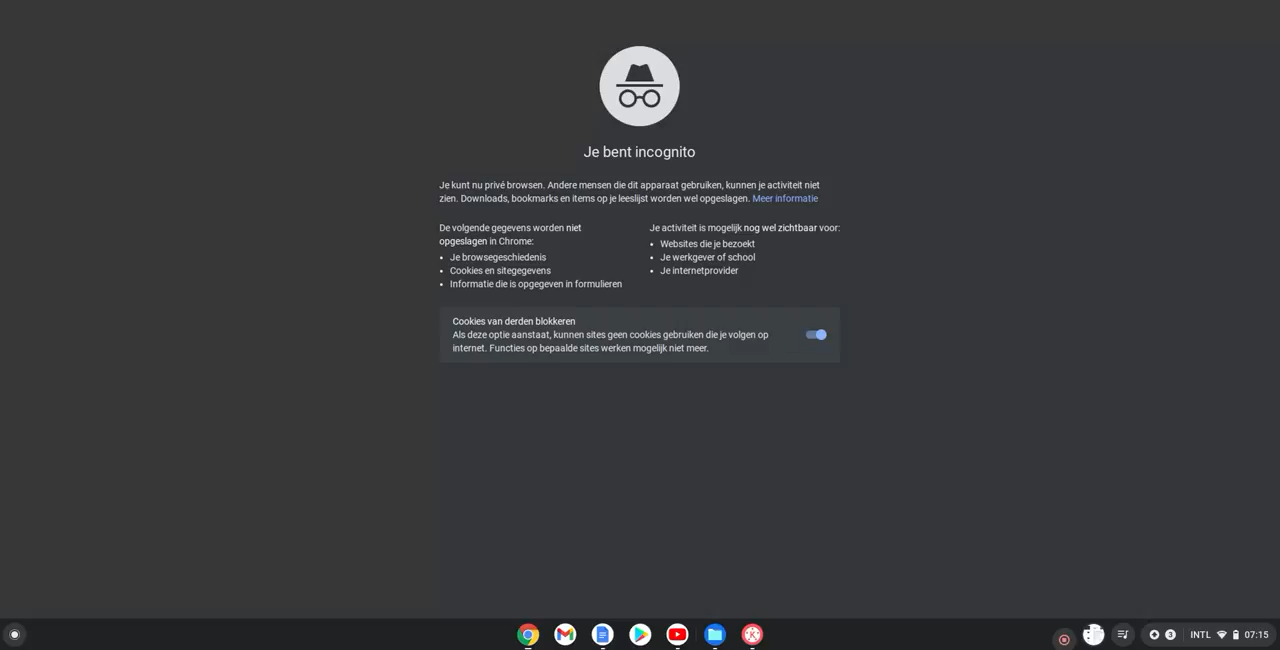 Je bent incognito
Je kunt nu privé browsen. Andere mensen die dit apparaat gebruiken, kunnen je activiteit niet
zien. Downloads, bookmarks en items op je leeslijst worden wel opgeslagen. Meer informatie
De volgende gegevens worden niet
opgeslagen in Chrome:
Je browsegeschiedenis
Cookies en sitegegevens
Informatie die is opgegeven in formulieren
Je activiteit is mogelijk nog wel zichtbaar voor:
Websites die je bezoekt
Je werkgever of school
Je internetprovider
Cookies van derden blokkeren
Als deze optie aanstaat, kunnen sites geen cookies gebruiken die je volgen op
internet. Functies op bepaalde sites werken mogelijk niet meer.
K 3 INTL 07:15